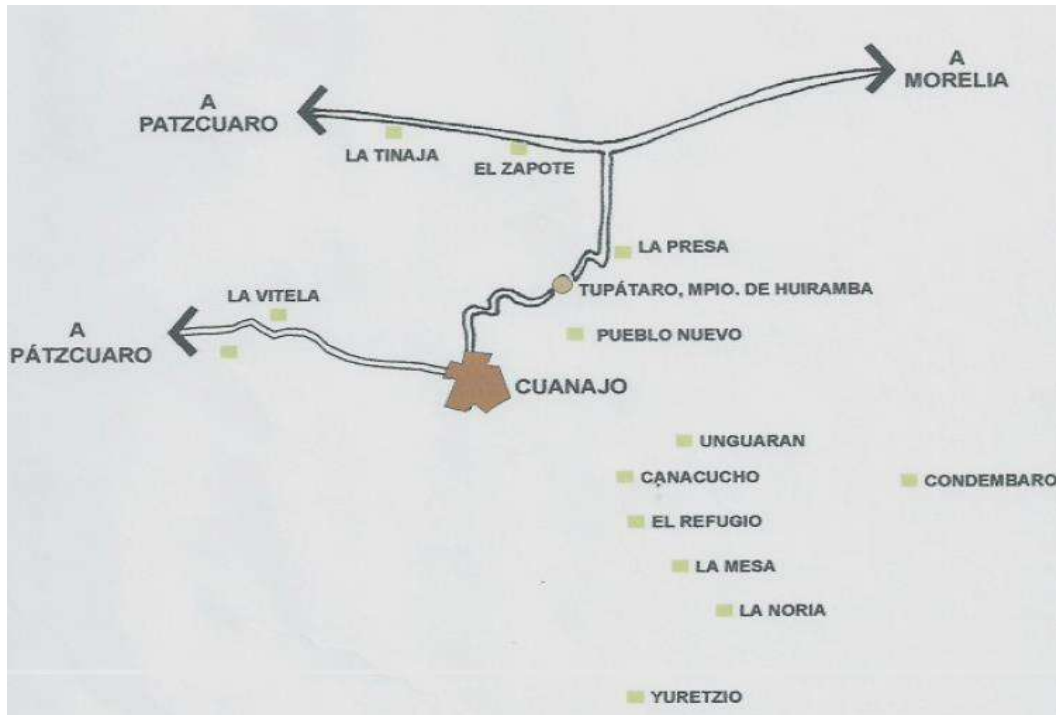 A
MORELIA
A
PATZCUARO
LA TINAJA
EL ZAPOTE
LA PRESA
TUPÁTARO, MPIO. DE HUIRAMBA
LA VITELA
A
PÁTZCUARO
PUEBLO NUEVO
CUANAJO
UNGUARAN
CANACUCHO
CONDEMBARO
EL REFUGIO
LA MESA
LA NORIA
YURETZIO